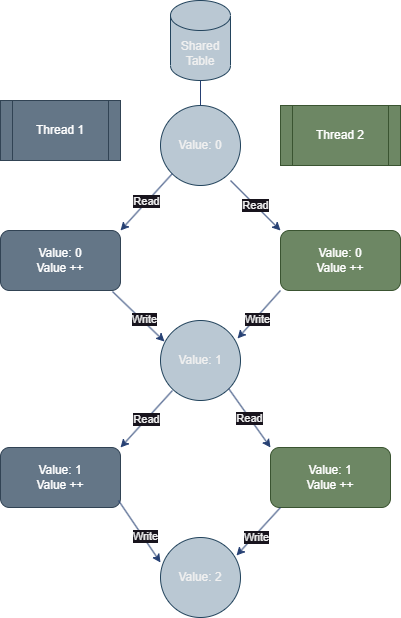 Shared
Table
Thread 1
Value: 0
Thread 2
Read
Read
Value: 0
Value ++
Value: 0
Value ++
Write
Write
Value: 1
Read
Read
Value: 1
Value ++
Value: 1
Value ++
Write
Write
Value: 2